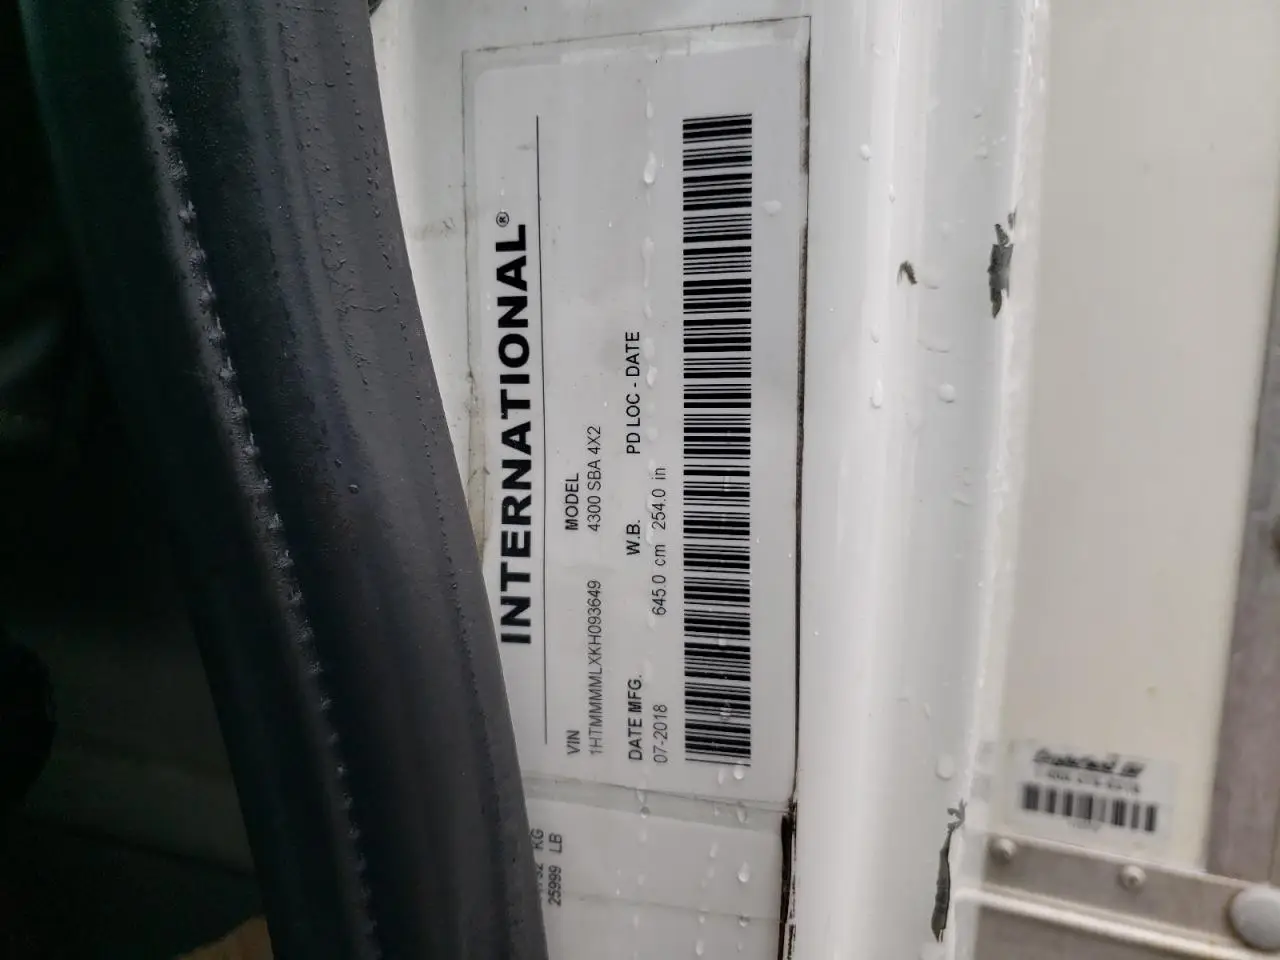 INTERNATIONAL®
VIN MODEL
1HTMMMMLXKH093649 4300 SBA 4X2
DATE MFG. W.B. PD LOC - DATE
07-2018 645.0 cm 254.0 in
KG
25999 LB